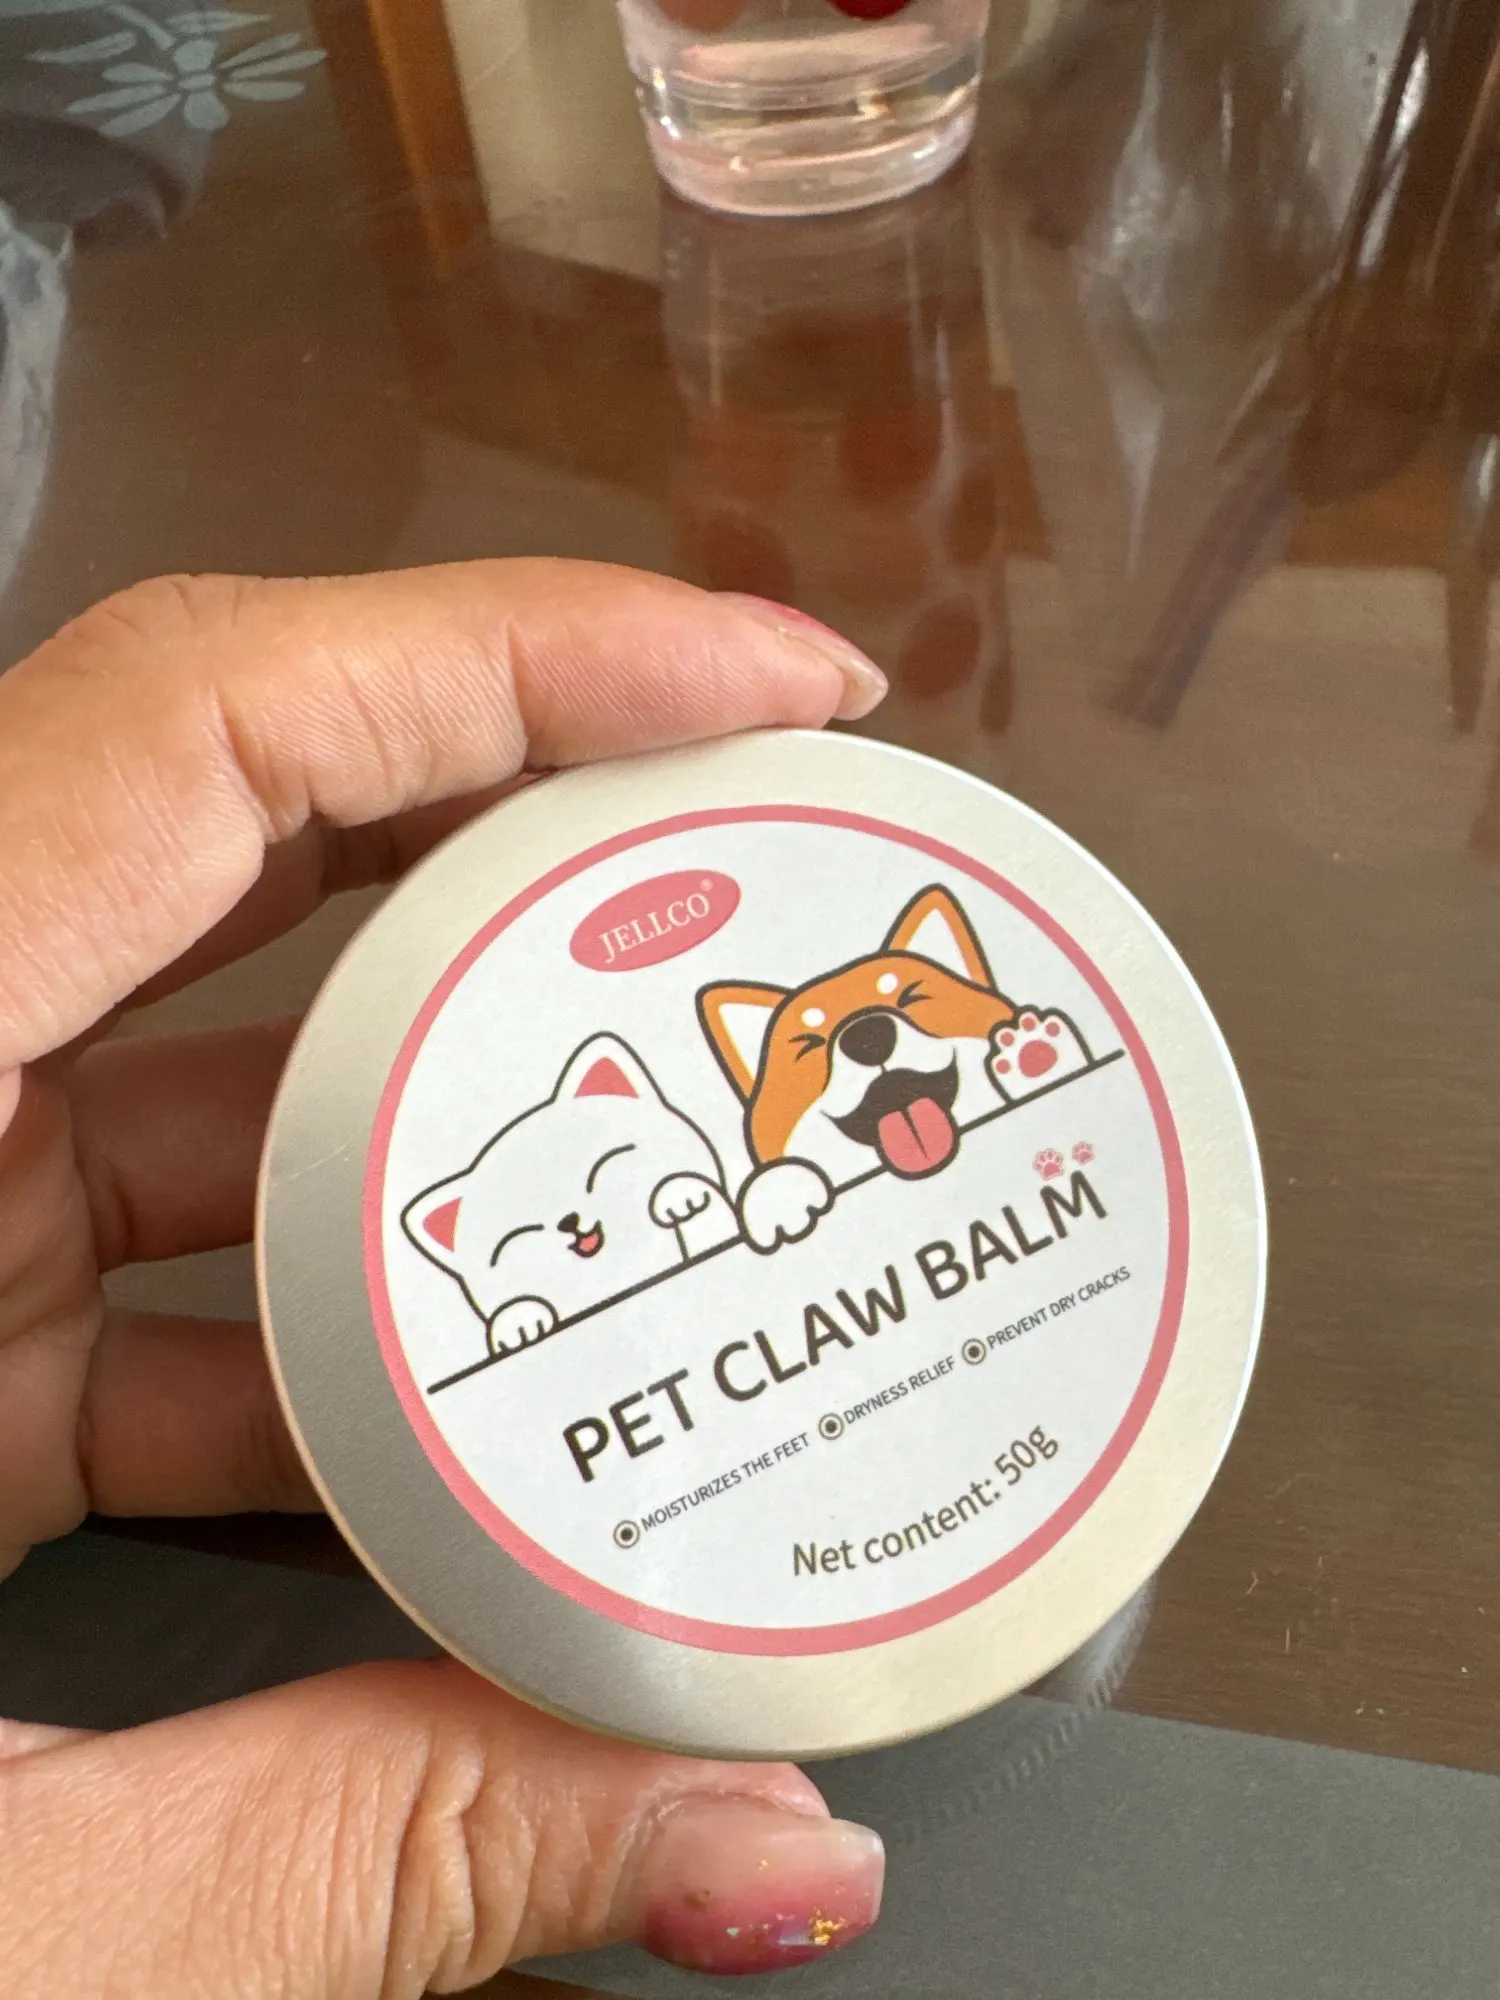 JELLCO®
PET CLAW BALM
MOISTURIZES THE FEET DRYNESS RELIEF PREVENT DRY CRACKS
Net content: 50g